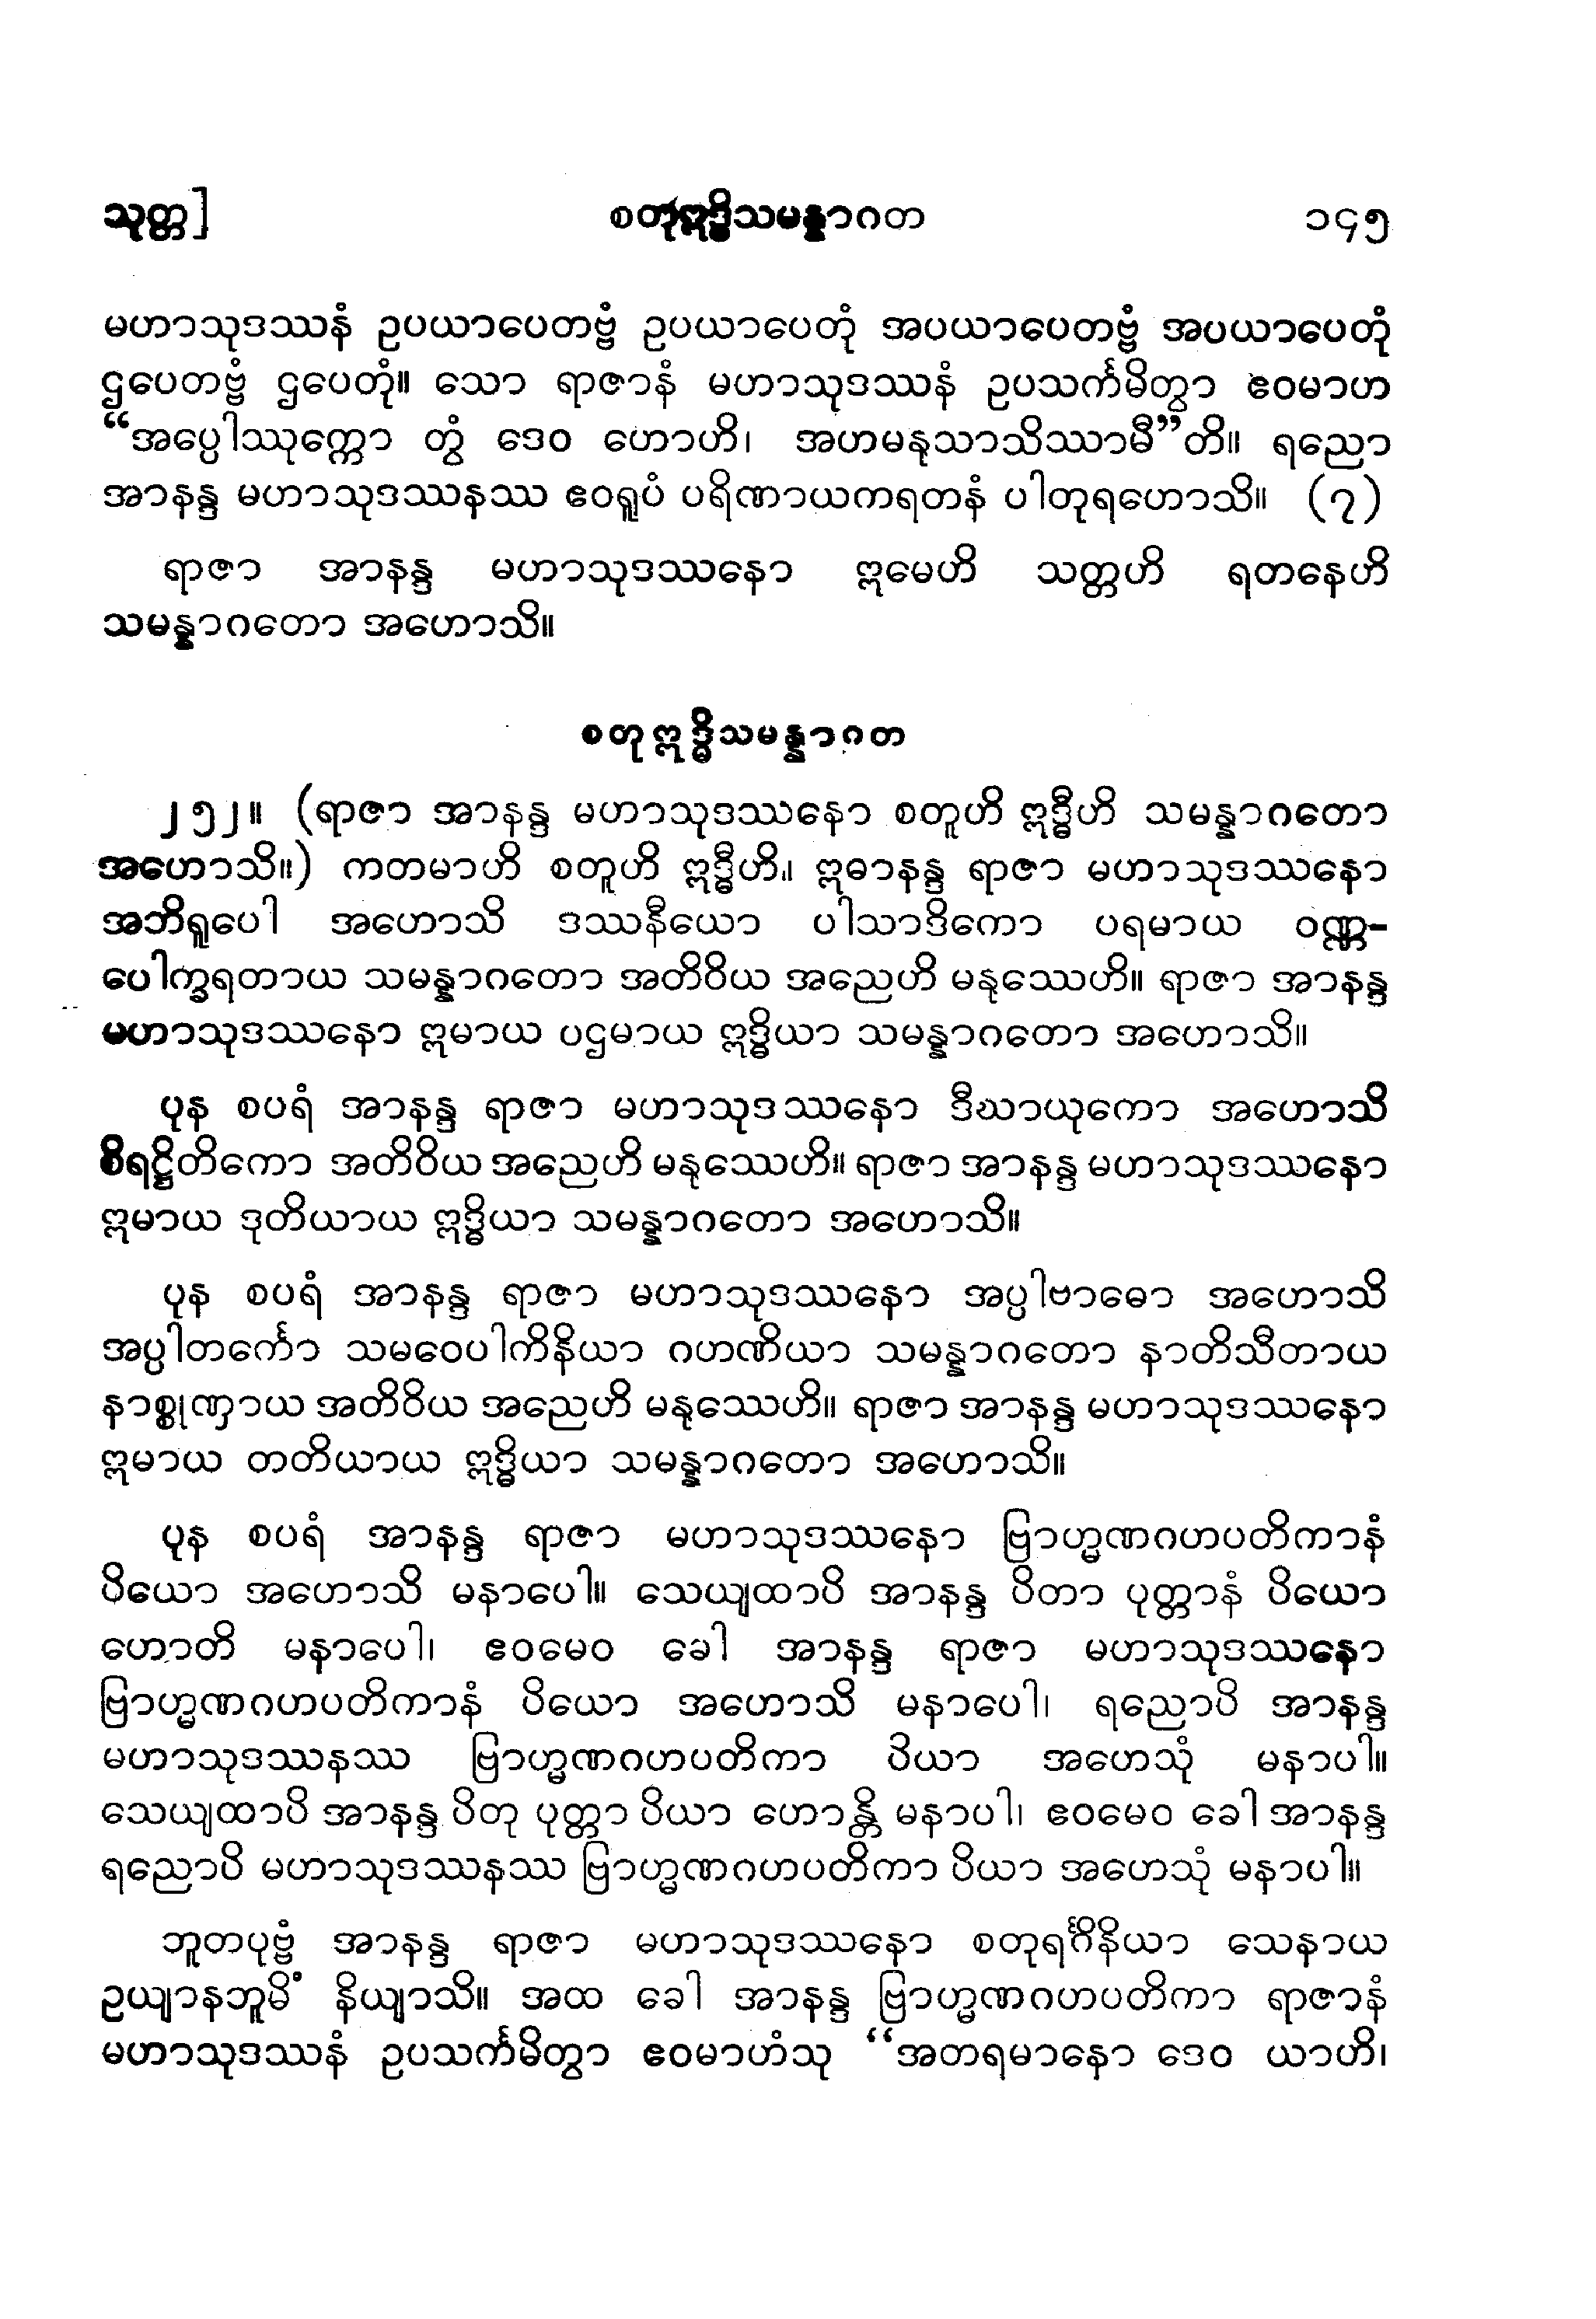 သုတ္တ] စတုဣဒ္ဓိသမန္နာဂတ ၁၄၅
မဟာသုဒဿနံ ဥပယာပေတဗ္ဗံ ဥပယာပေတုံ အပယာပေတဗ္ဗံ အပယာပေတုံ
ဌပေတဗ္ဗံ ဌပေတုံ။ သော ရာဇာနံ မဟာသုဒဿနံ ဥပသင်္ကမိတွာ ဧဝမာဟ
“အပ္ပေါဿုက္ကော တွံ ဒေဝ ဟောဟိ၊ အဟမနုသာသိဿာမီ”တိ။ ရညော
အာနန္ဒ မဟာသုဒဿနဿ ဧဝရူပံ ပရိဏာယကရတနံ ပါတုရဟောသိ။ (၇)
ရာဇာ အာနန္ဒ မဟာသုဒဿနော ဣမေဟိ သတ္တဟိ ရတနေဟိ
သမန္နာဂတော အဟောသိ။
စတုဣဒ္ဓိသမန္နာဂတ
၂၅၂။ (ရာဇာ အာနန္ဒ မဟာသုဒဿနော စတူဟိ ဣဒ္ဓီဟိ သမန္နာဂတော
အဟောသိ။) ကတမာဟိ စတူဟိ ဣဒ္ဓီဟိ။ ဣဓာနန္ဒ ရာဇာ မဟာသုဒဿနော
အဘိရူပေါ အဟောသိ ဒဿနီယော ပါသာဒိကော ပရမာယ ဝဏ္ဏ-
ပေါက္ခရတာယ သမန္နာဂတော အတိဝိယ အညေဟိ မနုဿေဟိ။ ရာဇာ အာနန္ဒ
မဟာသုဒဿနော ဣမာယ ပဌမာယ ဣဒ္ဓိယာ သမန္နာဂတော အဟောသိ။
ပုန စပရံ အာနန္ဒ ရာဇာ မဟာသုဒဿနော ဒီဃာယုကော အဟောသိ
စိရဋ္ဌိတိကော အတိဝိယ အညေဟိ မနုဿေဟိ။ ရာဇာ အာနန္ဒ မဟာသုဒဿနော
ဣမာယ ဒုတိယာယ ဣဒ္ဓိယာ သမန္နာဂတော အဟောသိ။
ပုန စပရံ အာနန္ဒ ရာဇာ မဟာသုဒဿနော အပ္ပါဗာဓော အဟောသိ
အပ္ပါတင်္ကော သမဝေပါကိနိယာ ဂဟဏိယာ သမန္နာဂတော နာတိသီတာယ
နာစ္စုဏှာယ အတိဝိယ အညေဟိ မနုဿေဟိ။ ရာဇာ အာနန္ဒ မဟာသုဒဿနော
ဣမာယ တတိယာယ ဣဒ္ဓိယာ သမန္နာဂတော အဟောသိ။
ပုန စပရံ အာနန္ဒ ရာဇာ မဟာသုဒဿနော ဗြာဟ္မဏဂဟပတိကာနံ
ပိယော အဟောသိ မနာပေါ။ သေယျထာပိ အာနန္ဒ ပိတာ ပုတ္တာနံ ပိယော
ဟောတိ မနာပေါ၊ ဧဝမေဝ ခေါ အာနန္ဒ ရာဇာ မဟာသုဒဿနော
ဗြာဟ္မဏဂဟပတိကာနံ ပိယော အဟောသိ မနာပေါ၊ ရညောပိ အာနန္ဒ
မဟာသုဒဿနဿ ဗြာဟ္မဏဂဟပတိကာ ပိယာ အဟေသုံ မနာပါ။
သေယျထာပိ အာနန္ဒ ပိတု ပုတ္တာ ပိယာ ဟောန္တိ မနာပါ၊ ဧဝမေဝ ခေါ အာနန္ဒ
ရညောပိ မဟာသုဒဿနဿ ဗြာဟ္မဏဂဟပတိကာ ပိယာ အဟေသုံ မနာပါ။
ဘူတပုဗ္ဗံ အာနန္ဒ ရာဇာ မဟာသုဒဿနော စတုရင်္ဂိနိယာ သေနာယ
ဥယျာနဘူမိံ နိယျာသိ။ အထ ခေါ အာနန္ဒ ဗြာဟ္မဏဂဟပတိကာ ရာဇာနံ
မဟာသုဒဿနံ ဥပသင်္ကမိတွာ ဧဝမာဟံသု “အတရမာနော ဒေဝ ယာဟိ၊